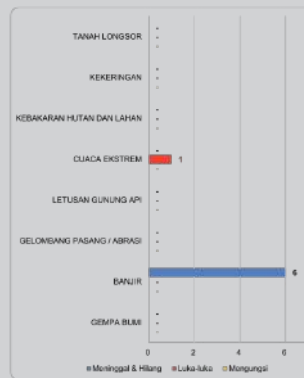 TANAH LONGSOR
KEKERINGAN
KEBAKARAN HUTAN DAN LAHAN
CUACA EKSTREM
1
LETUSAN GUNUNG API
GELOMBANG PASANG / ABRASI
BANJIR
6
GEMPA BUMI
0 2 4 6
Meninggal & Hilang Luka-luka Mengungsi